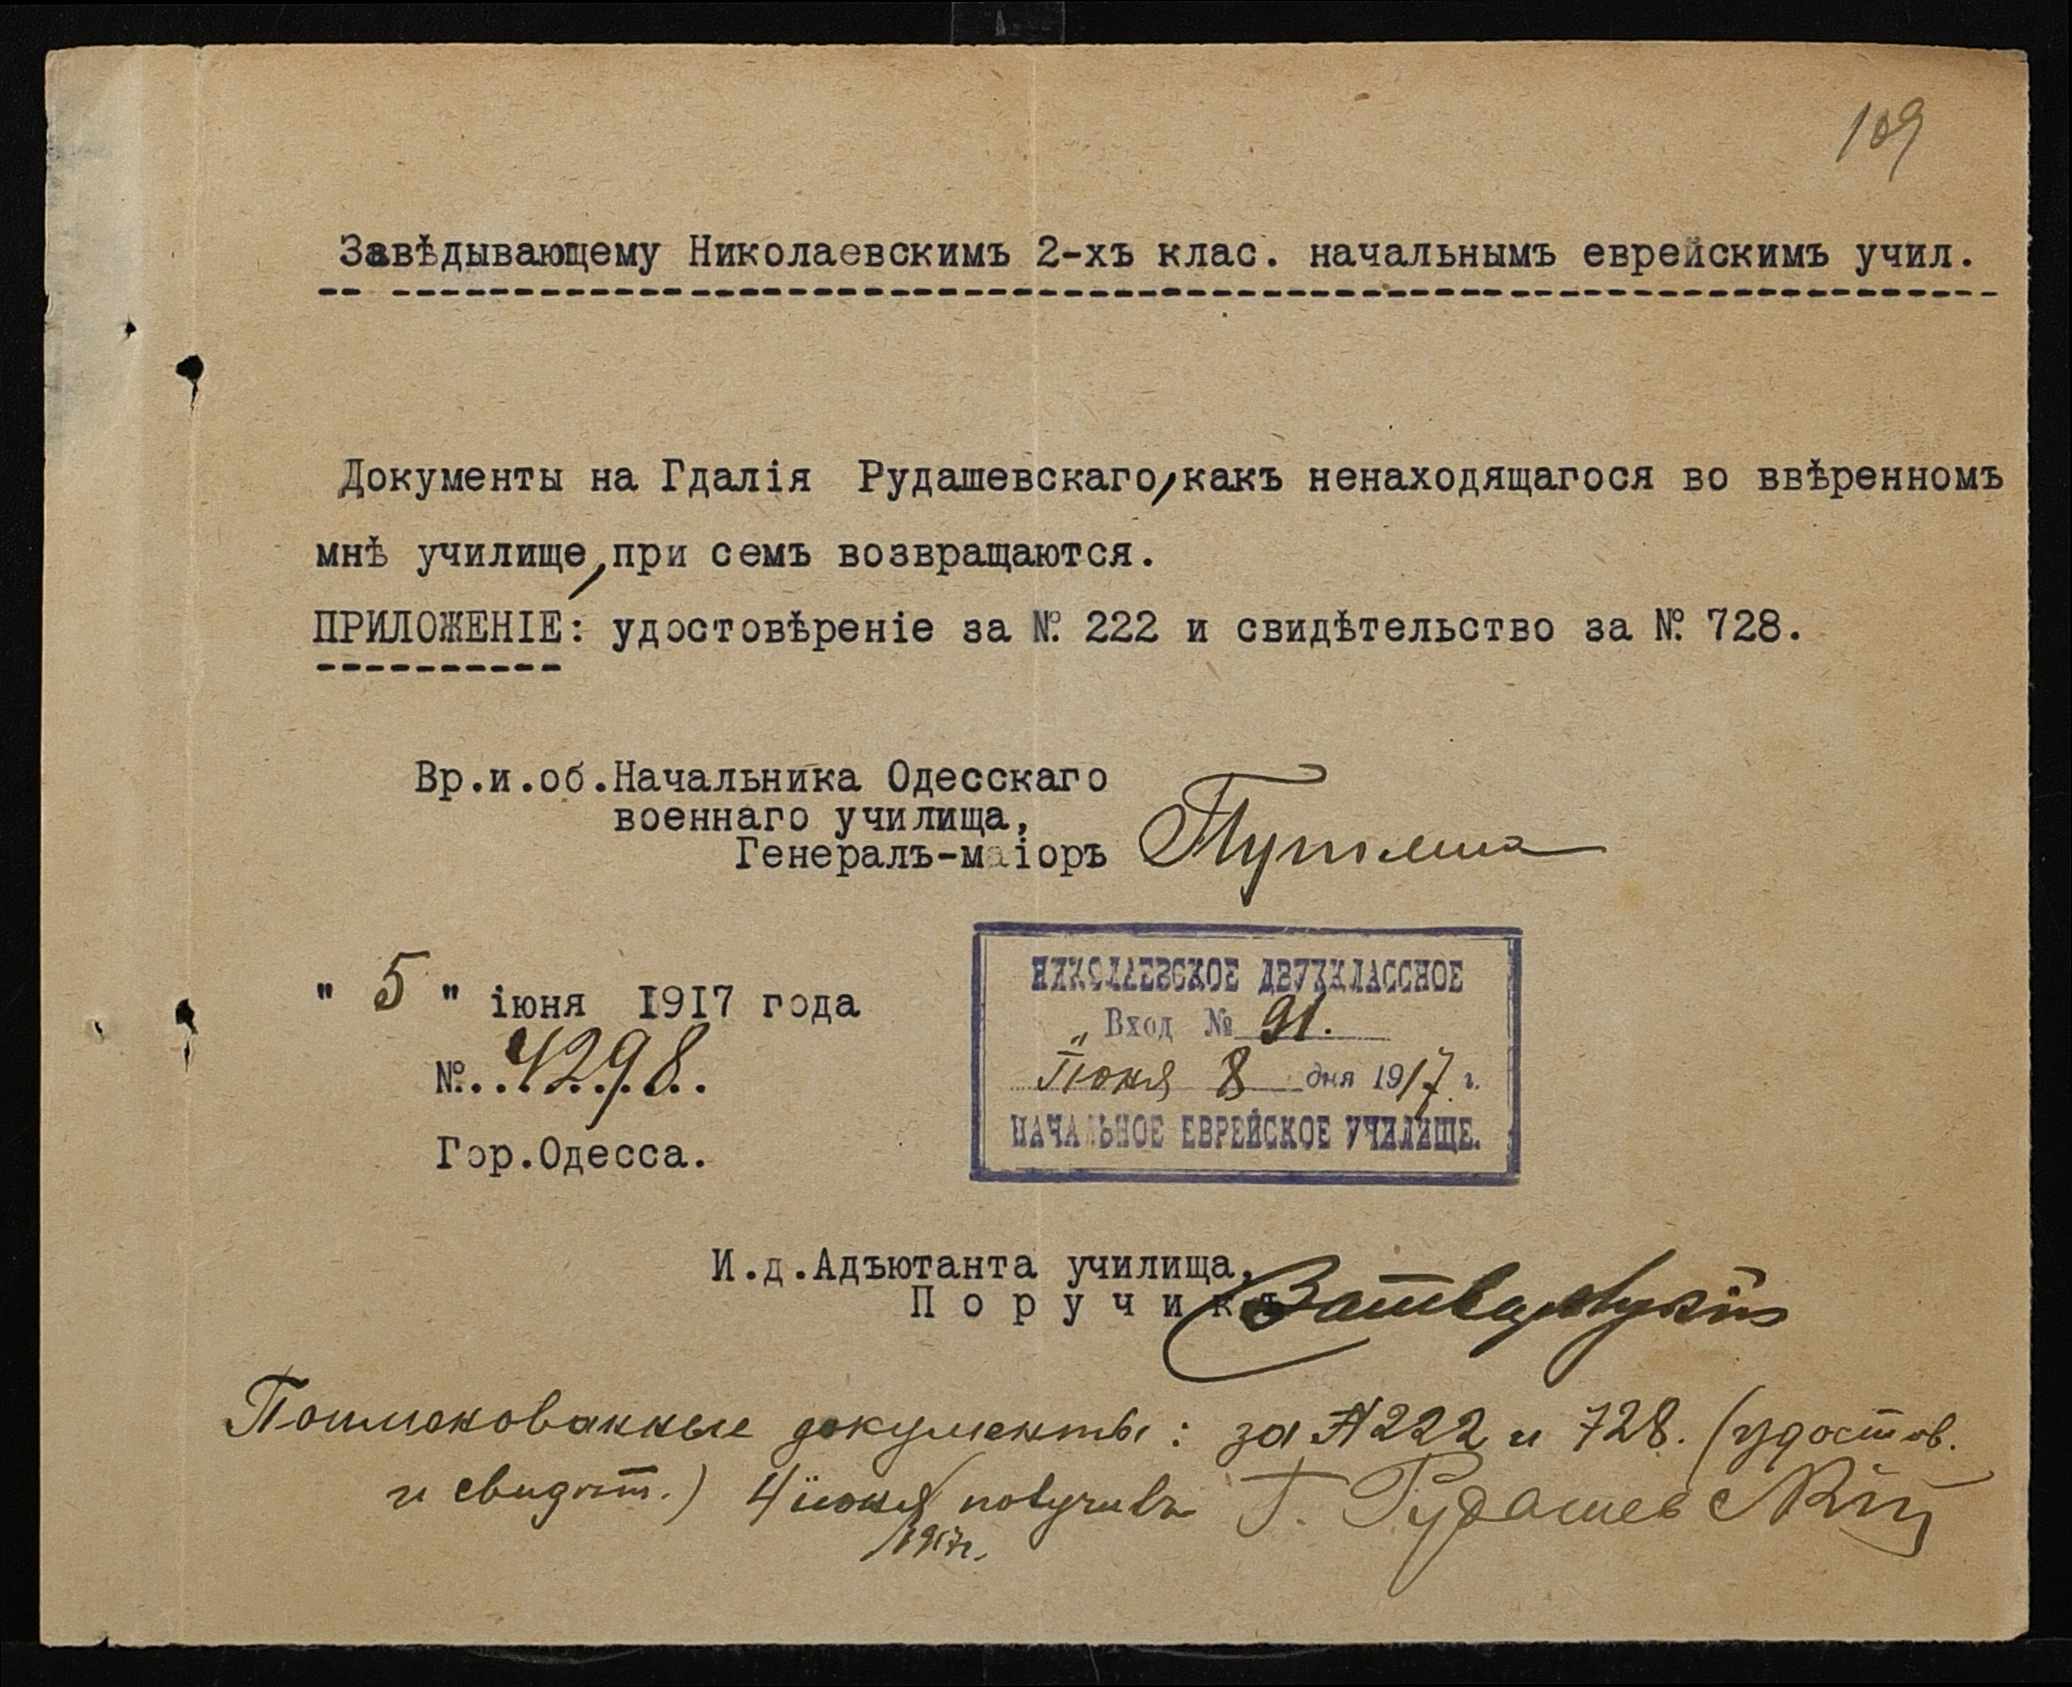 109
Завѣдывающему Николаевскимъ 2-хъ клас. начальнымъ еврейскимъ учил.
Документы на Гдалія Рудашевскаго, какъ ненаходящагося во ввѣренномъ
мнѣ училище, при семъ возвращаются.
ПРИЛОЖЕНІЕ: удостовѣреніе за №. 222 и свидѣтельство за №. 728.
Вр.и.об.Начальника Одесскаго
военнаго училища,
Генералъ-маіоръ
" 5 " іюня 1917 года
№. 4298.
Гор.Одесса.
НИКОЛАЕВСКОЕ ДВУХКЛАССНОЕ
Вход № 91.
Іюня 8 дня 1917 г.
НАЧАЛЬНОЕ ЕВРЕЙСКОЕ УЧИЛИЩЕ.
И.д.Адъютанта училища,
Поручикъ
Поименованные документы: за № 222 и 728. (удостов.
и свидѣт.) 4 іюня получилъ Г. Рудашевскій
1917 г.